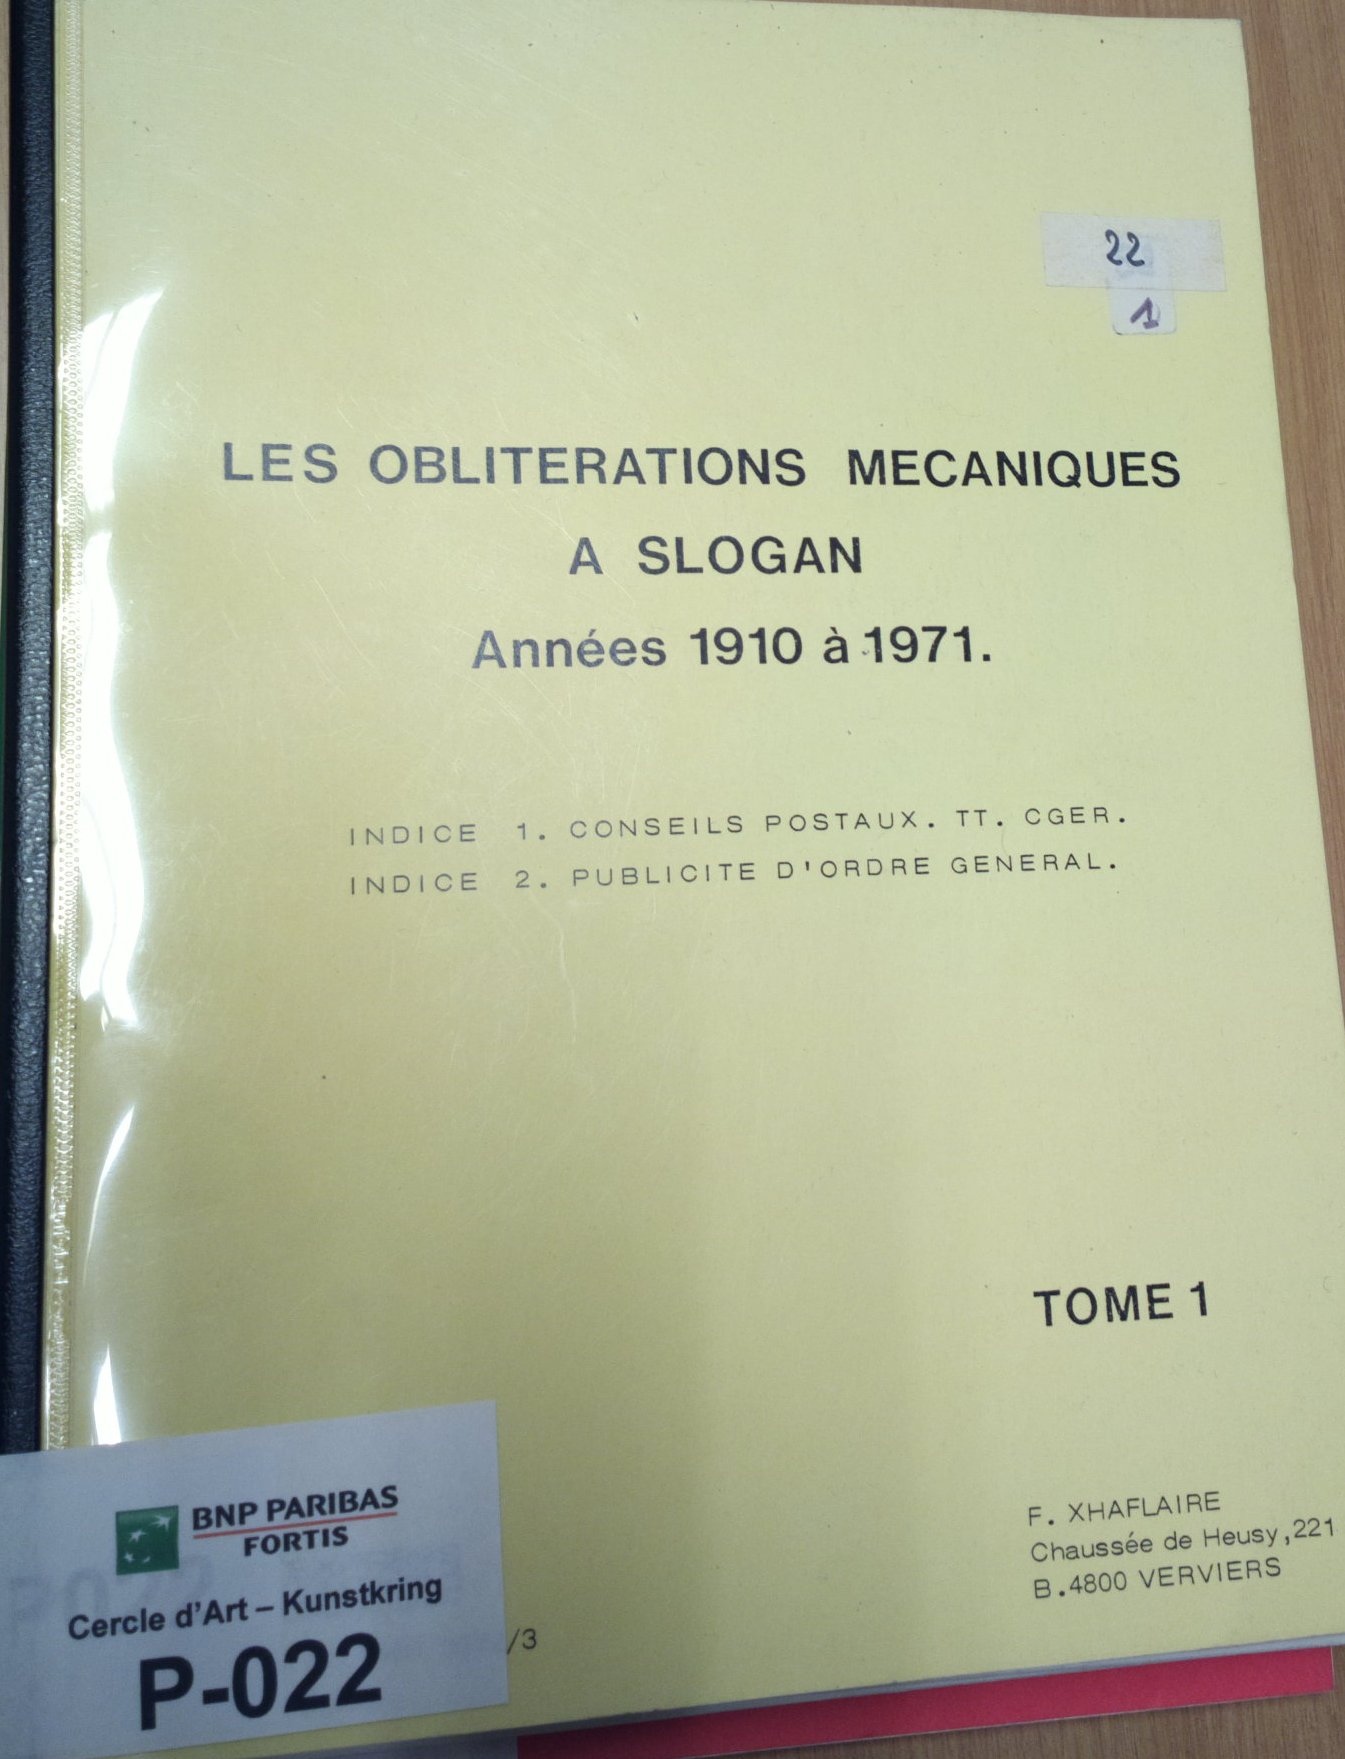 22
1
LES OBLITERATIONS MECANIQUES
A SLOGAN
Années 1910 à 1971.
INDICE 1. CONSEILS POSTAUX. TT. CGER.
INDICE 2. PUBLICITE D'ORDRE GENERAL.
TOME 1
F. XHAFLAIRE
Chaussée de Heusy,221
B.4800 VERVIERS
BNP PARIBAS
FORTIS
Cercle d'Art – Kunstkring
P-022
/3